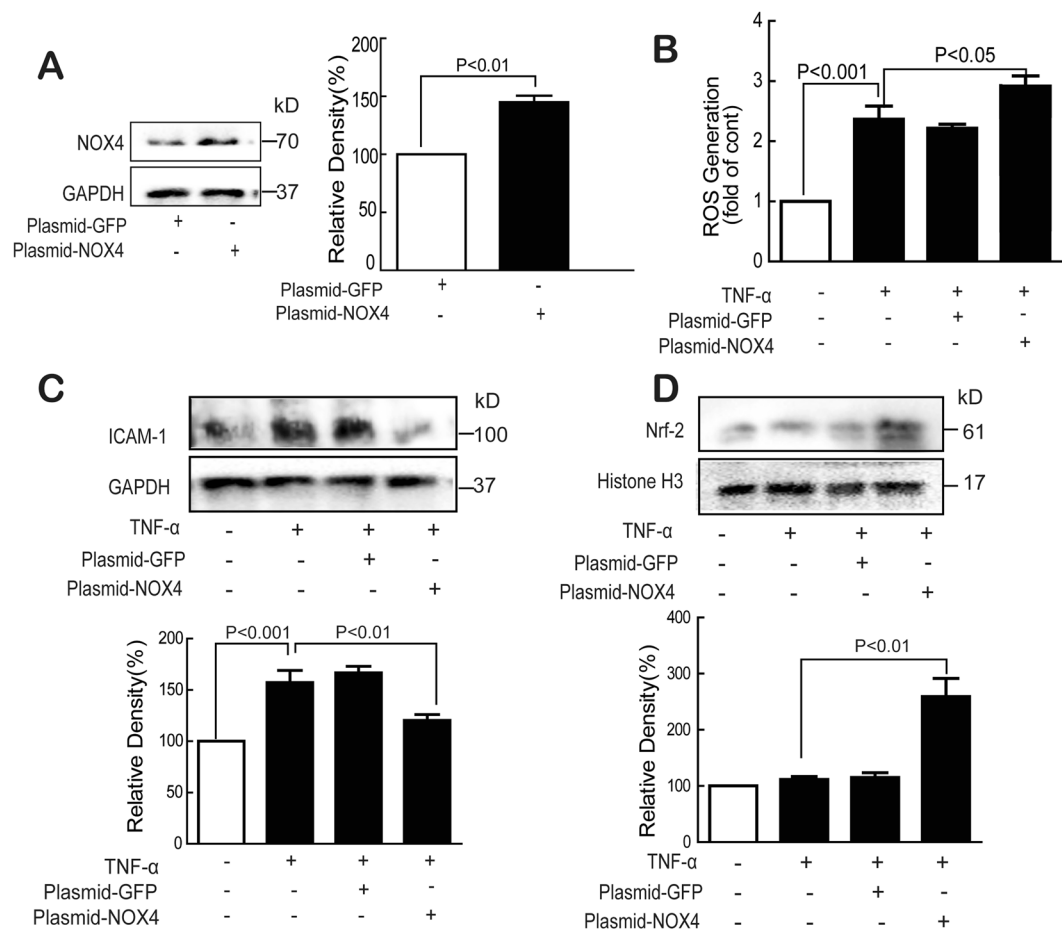 A
kD
NOX4
70
GAPDH
37
Plasmid-GFP + -
Plasmid-NOX4 - +
Relative Density(%)
200
150
100
50
0
P<0.01
Plasmid-GFP + -
Plasmid-NOX4 - +
B
ROS Generation
(fold of cont)
4
3
2
1
0
P<0.001
P<0.05
TNF-α - + + +
Plasmid-GFP - - + -
Plasmid-NOX4 - - - +
C
kD
ICAM-1
100
GAPDH
37
TNF-α - + + +
Plasmid-GFP - - + -
Plasmid-NOX4 - - - +
Relative Density(%)
200
150
100
50
0
P<0.001
P<0.01
TNF-α - + + +
Plasmid-GFP - - + -
Plasmid-NOX4 - - - +
D
kD
Nrf-2
61
Histone H3
17
TNF-α - + + +
Plasmid-GFP - - + -
Plasmid-NOX4 - - - +
Relative Density(%)
400
300
200
100
0
P<0.01
TNF-α - + + +
Plasmid-GFP - - + -
Plasmid-NOX4 - - - +